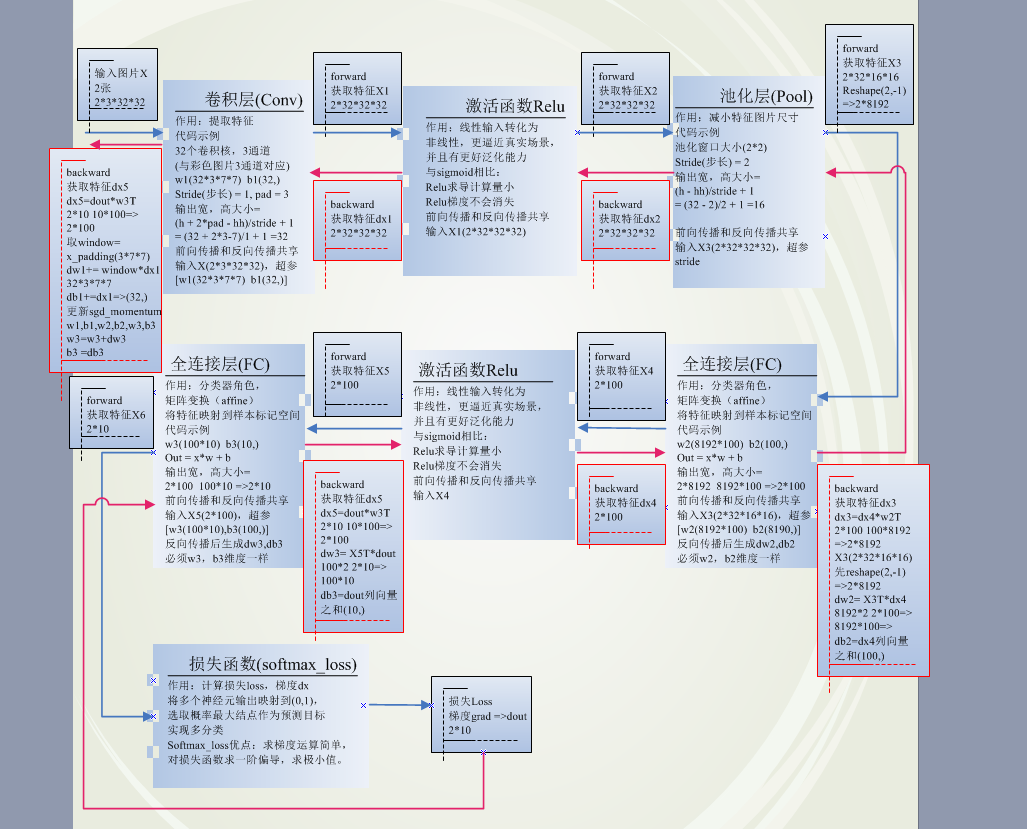 输入图片X
2张
2*3*32*32
卷积层(Conv)
作用：提取特征
代码示例
32个卷积核，3通道
(与彩色图片3通道对应)
w1(32*3*7*7)  b1(32,)
Stride(步长) = 1, pad = 3
输出宽，高大小=
(h + 2*pad - hh)/stride + 1
= (32 + 2*3-7)/1 + 1 =32
前向传播和反向传播共享
输入X(2*3*32*32)，超参
[w1(32*3*7*7)  b1(32,)]
forward
获取特征X1
2*32*32*32
backward
获取特征dx1
2*32*32*32
激活函数Relu
作用：线性输入转化为
非线性，更逼近真实场景，
并且有更好泛化能力
与sigmoid相比：
Relu求导计算量小
Relu梯度不会消失
前向传播和反向传播共享
输入X1(2*32*32*32)
forward
获取特征X2
2*32*32*32
backward
获取特征dx2
2*32*32*32
池化层(Pool)
作用：减小特征图片尺寸
代码示例
池化窗口大小(2*2)
Stride(步长) = 2
输出宽，高大小=
(h - hh)/stride + 1
= (32 - 2)/2 + 1 =16
前向传播和反向传播共享
输入X3(2*32*32*32)，超参
stride
forward
获取特征X3
2*32*16*16
Reshape(2,-1)
=>2*8192
backward
获取特征dx5
dx5=dout*w3T
2*10 10*100=>
2*100
取window=
x_padding(3*7*7)
dw1+= window*dx1
32*3*7*7
db1+=dx1=>(32,)
更新sgd_momentum
w1,b1,w2,b2,w3,b3
w3=w3+dw3
b3 =db3
forward
获取特征X6
2*10
全连接层(FC)
作用：分类器角色，
矩阵变换（affine）
将特征映射到样本标记空间
代码示例
w3(100*10)  b3(10,)
Out = x*w + b
输出宽，高大小=
2*100  100*10 =>2*10
前向传播和反向传播共享
输入X5(2*100)，超参
[w3(100*10),b3(100,)]
反向传播后生成dw3,db3
必须w3，b3维度一样
forward
获取特征X5
2*100
backward
获取特征dx5
dx5=dout*w3T
2*10 10*100=>
2*100
dw3= X5T*dout
100*2 2*10=>
100*10
db3=dout列向量
之和(10,)
激活函数Relu
作用：线性输入转化为
非线性，更逼近真实场景，
并且有更好泛化能力
与sigmoid相比：
Relu求导计算量小
Relu梯度不会消失
前向传播和反向传播共享
输入X4
forward
获取特征X4
2*100
backward
获取特征dx4
2*100
全连接层(FC)
作用：分类器角色，
矩阵变换（affine）
将特征映射到样本标记空间
代码示例
w2(8192*100)  b2(100,)
Out = x*w + b
输出宽，高大小=
2*8192  8192*100 =>2*100
前向传播和反向传播共享
输入X3(2*32*16*16)，超参
[w2(8192*100)  b2(8190,)]
反向传播后生成dw2,db2
必须w2，b2维度一样
backward
获取特征dx3
dx3=dx4*w2T
2*100 100*8192
=>2*8192
X3(2*32*16*16)
先reshape(2,-1)
=>2*8192
dw2= X3T*dx4
8192*2 2*100=>
8192*100=>
db2=dx4列向量
之和(100,)
损失函数(softmax_loss)
作用：计算损失loss，梯度dx
将多个神经元输出映射到(0,1)，
选取概率最大结点作为预测目标
实现多分类
Softmax_loss优点：求梯度运算简单，
对损失函数求一阶偏导，求极小值。
损失Loss
梯度grad =>dout
2*10